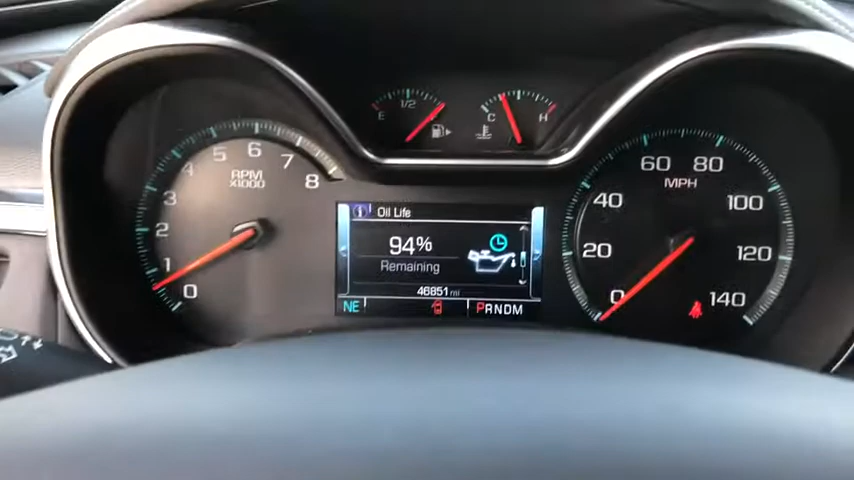 E 1/2
C H
0 1 2 3 4 5 6 7 8
RPM
X1000
Oil Life
94%
Remaining
46851 mi
NE PRNDM
0 20 40 60 80 100 120 140
MPH